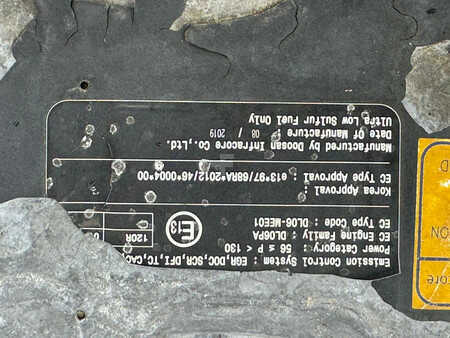 Emission Control System : EGR,DOC,SCR,DFI,TC,CAC
Power Category : 56 ≤ P < 130
EC Engine Family : DL06PA
EC Type Code : DL06-MEE01
E13
120R
Korea Approval :
EC Type Approval : e13*97/68RA*2012/46*0004*00
Manufactured by Doosan Infracore Co.,Ltd.
Date Of Manufacture : 08 / 2019
Ultra Low Sulfur Fuel Only